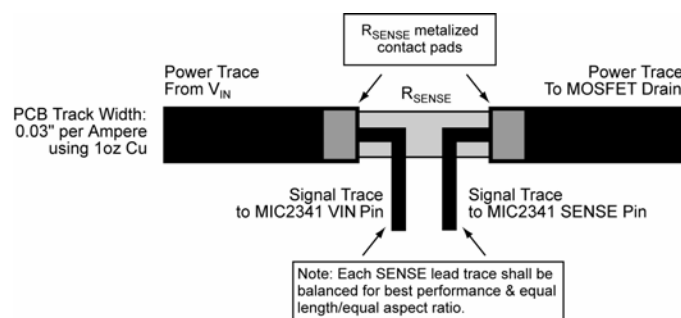 RSENSE metalized
contact pads
Power Trace
From VIN
Power Trace
To MOSFET Drain
RSENSE
PCB Track Width:
0.03" per Ampere
using 1oz Cu
Signal Trace
to MIC2341 VIN Pin
Signal Trace
to MIC2341 SENSE Pin
Note: Each SENSE lead trace shall be
balanced for best performance & equal
length/equal aspect ratio.